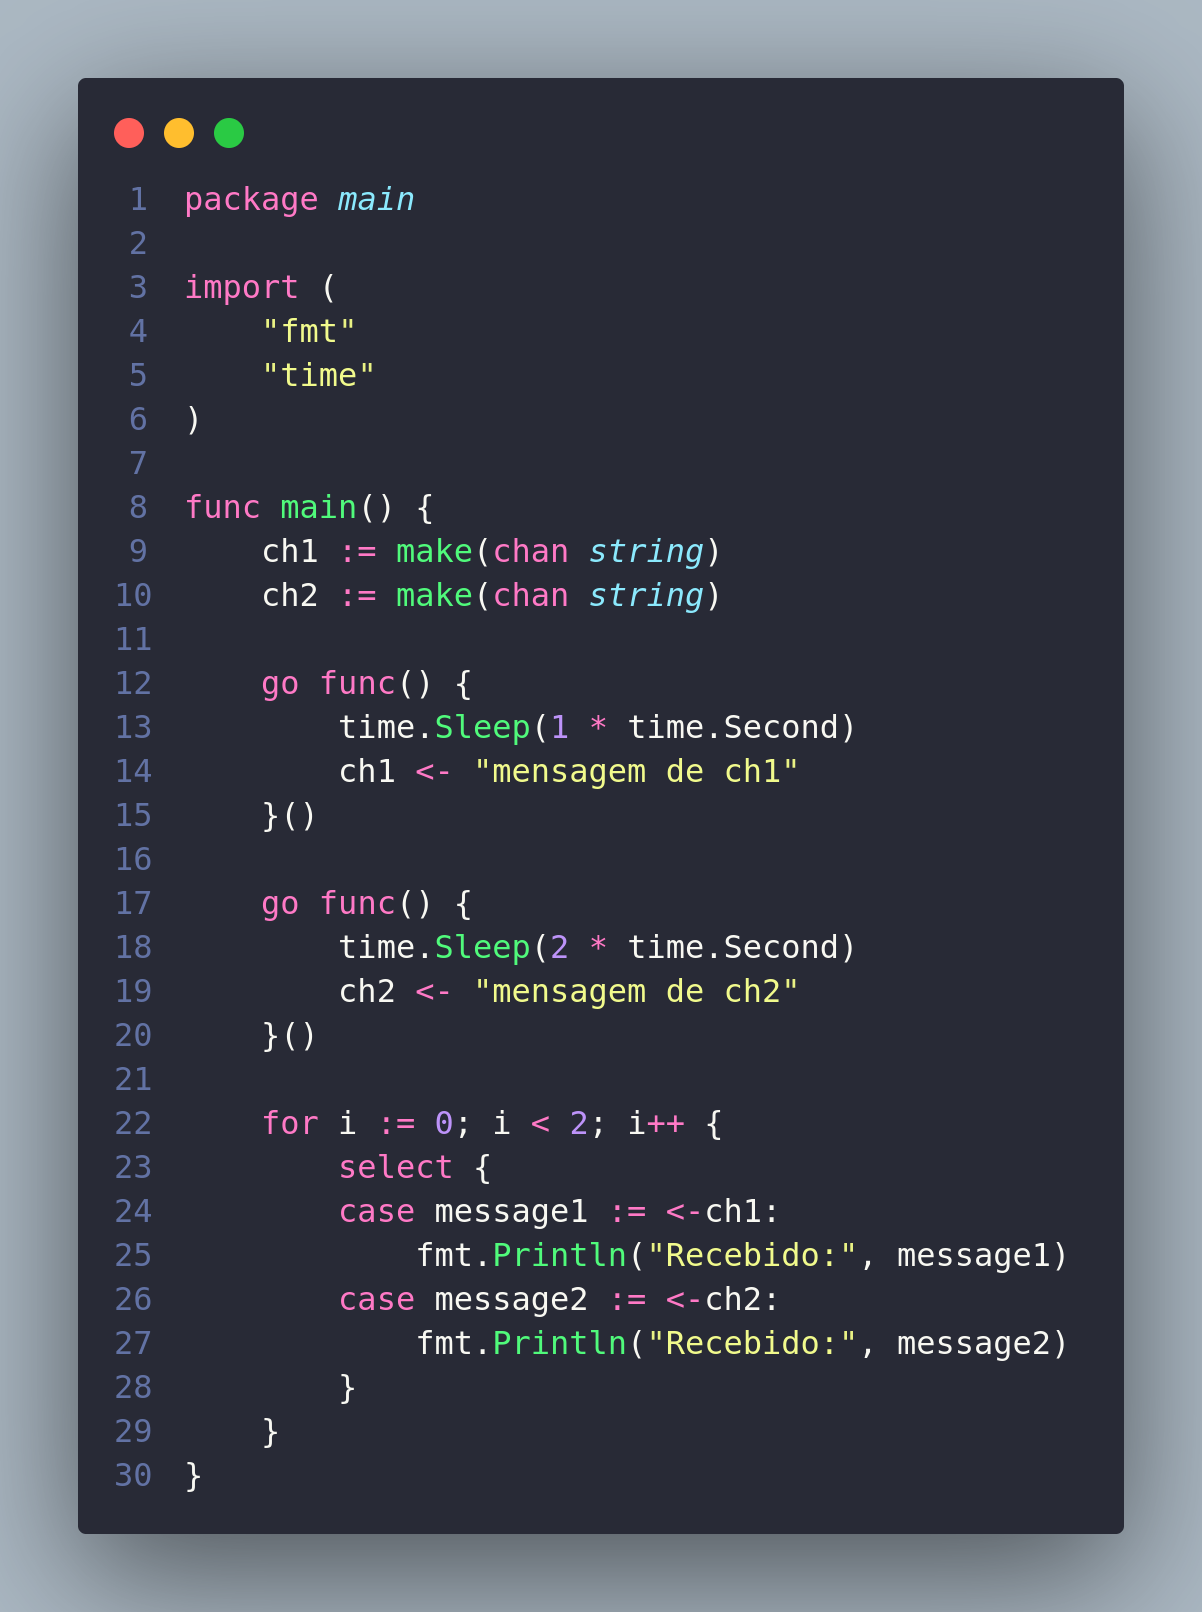 1 package main
2
3 import (
4     "fmt"
5     "time"
6 )
7
8 func main() {
9     ch1 := make(chan string)
10     ch2 := make(chan string)
11
12     go func() {
13         time.Sleep(1 * time.Second)
14         ch1 <- "mensagem de ch1"
15     }()
16
17     go func() {
18         time.Sleep(2 * time.Second)
19         ch2 <- "mensagem de ch2"
20     }()
21
22     for i := 0; i < 2; i++ {
23         select {
24         case message1 := <-ch1:
25             fmt.Println("Recebido:", message1)
26         case message2 := <-ch2:
27             fmt.Println("Recebido:", message2)
28         }
29     }
30 }